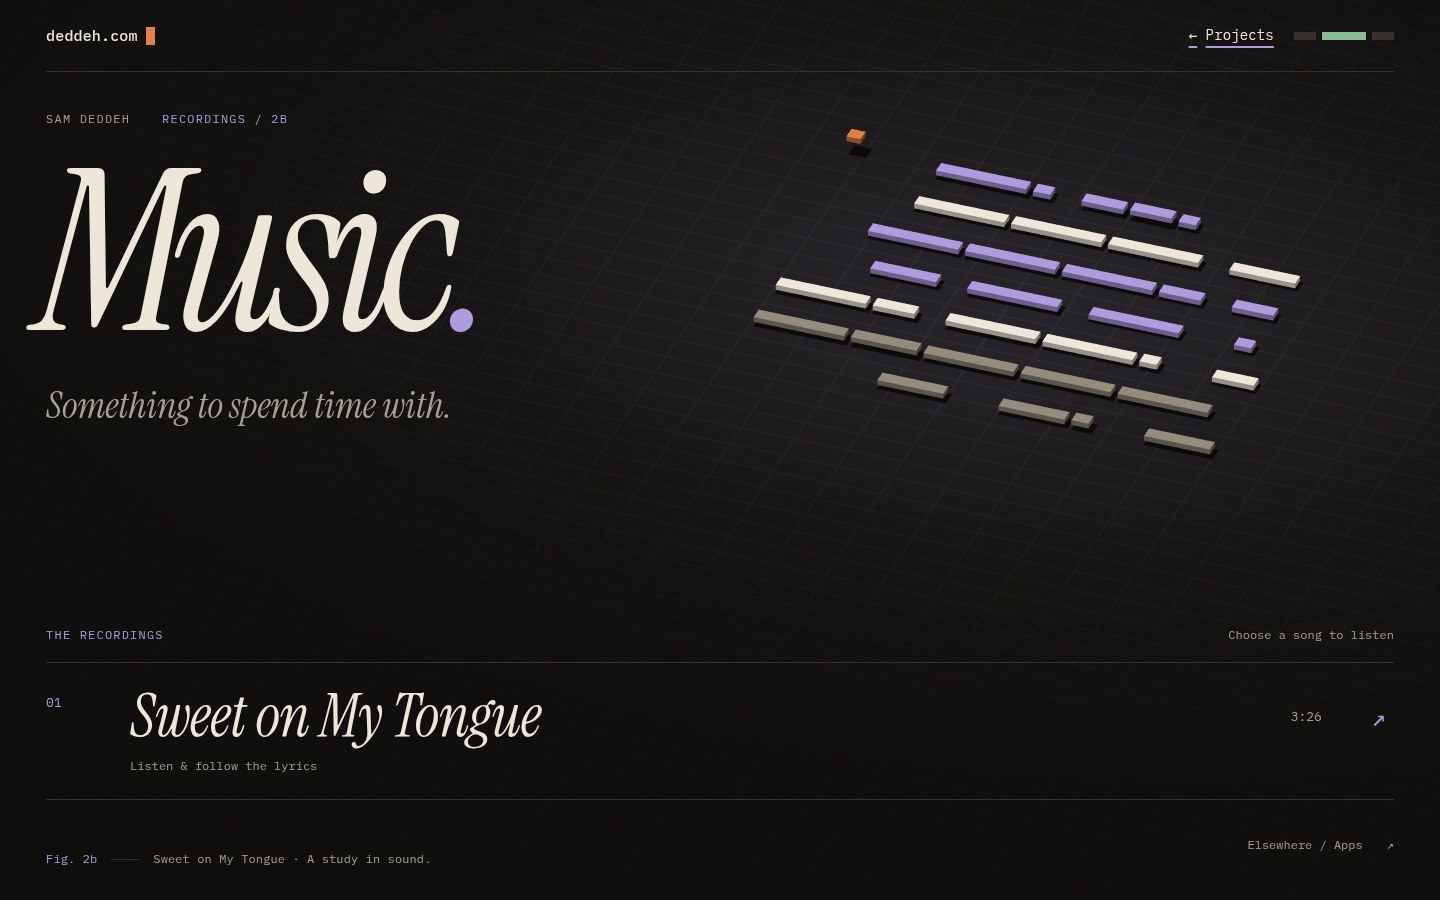 deddeh.com
← Projects
SAM DEDDEH RECORDINGS / 2B
Music.
Something to spend time with.
THE RECORDINGS
Choose a song to listen
01
Sweet on My Tongue
3:26 ↗
Listen & follow the lyrics
Elsewhere / Apps ↗
Fig. 2b Sweet on My Tongue · A study in sound.